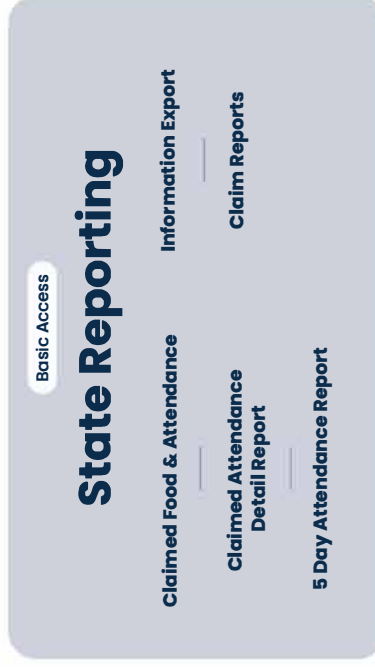 Basic Access
State Reporting
Claimed Food & Attendance
Claimed Attendance
Detail Report
5 Day Attendance Report
Information Export
Claim Reports